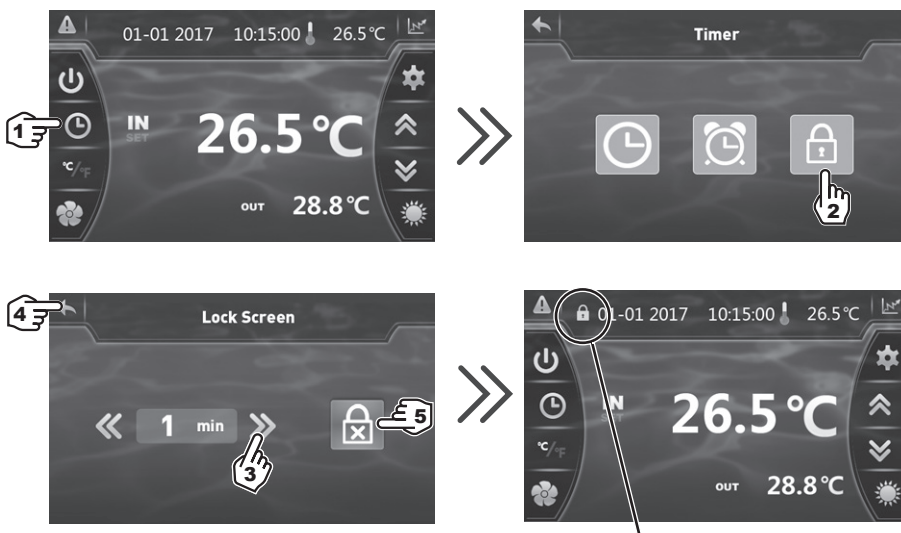 01-01 2017 10:15:00 26.5°C
1
IN
SET
26.5°C
°C/°F
OUT 28.8°C
Timer
2
4
Lock Screen
1 min
5
3
01-01 2017 10:15:00 26.5°C
IN
SET
26.5°C
°C/°F
OUT 28.8°C